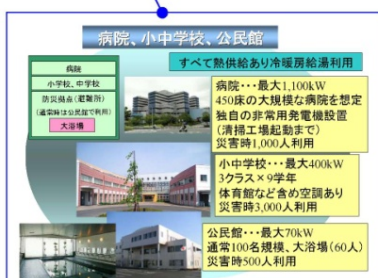 病院、小中学校、公民館
すべて熱供給あり冷暖房給湯利用
病院
小学校、中学校
防災拠点(避難所)
(通常時は公民館で利用)
大浴場
病院・・・最大1,100kW
450床の大規模な病院を想定
独自の非常用発電機設置
(清掃工場起動まで)
災害時1,000人利用
小中学校・・・最大400kW
3クラス×9学年
体育館など含め空調あり
災害時3,000人利用
公民館・・・最大70kW
通常100名規模、大浴場(60人)
災害時500人利用